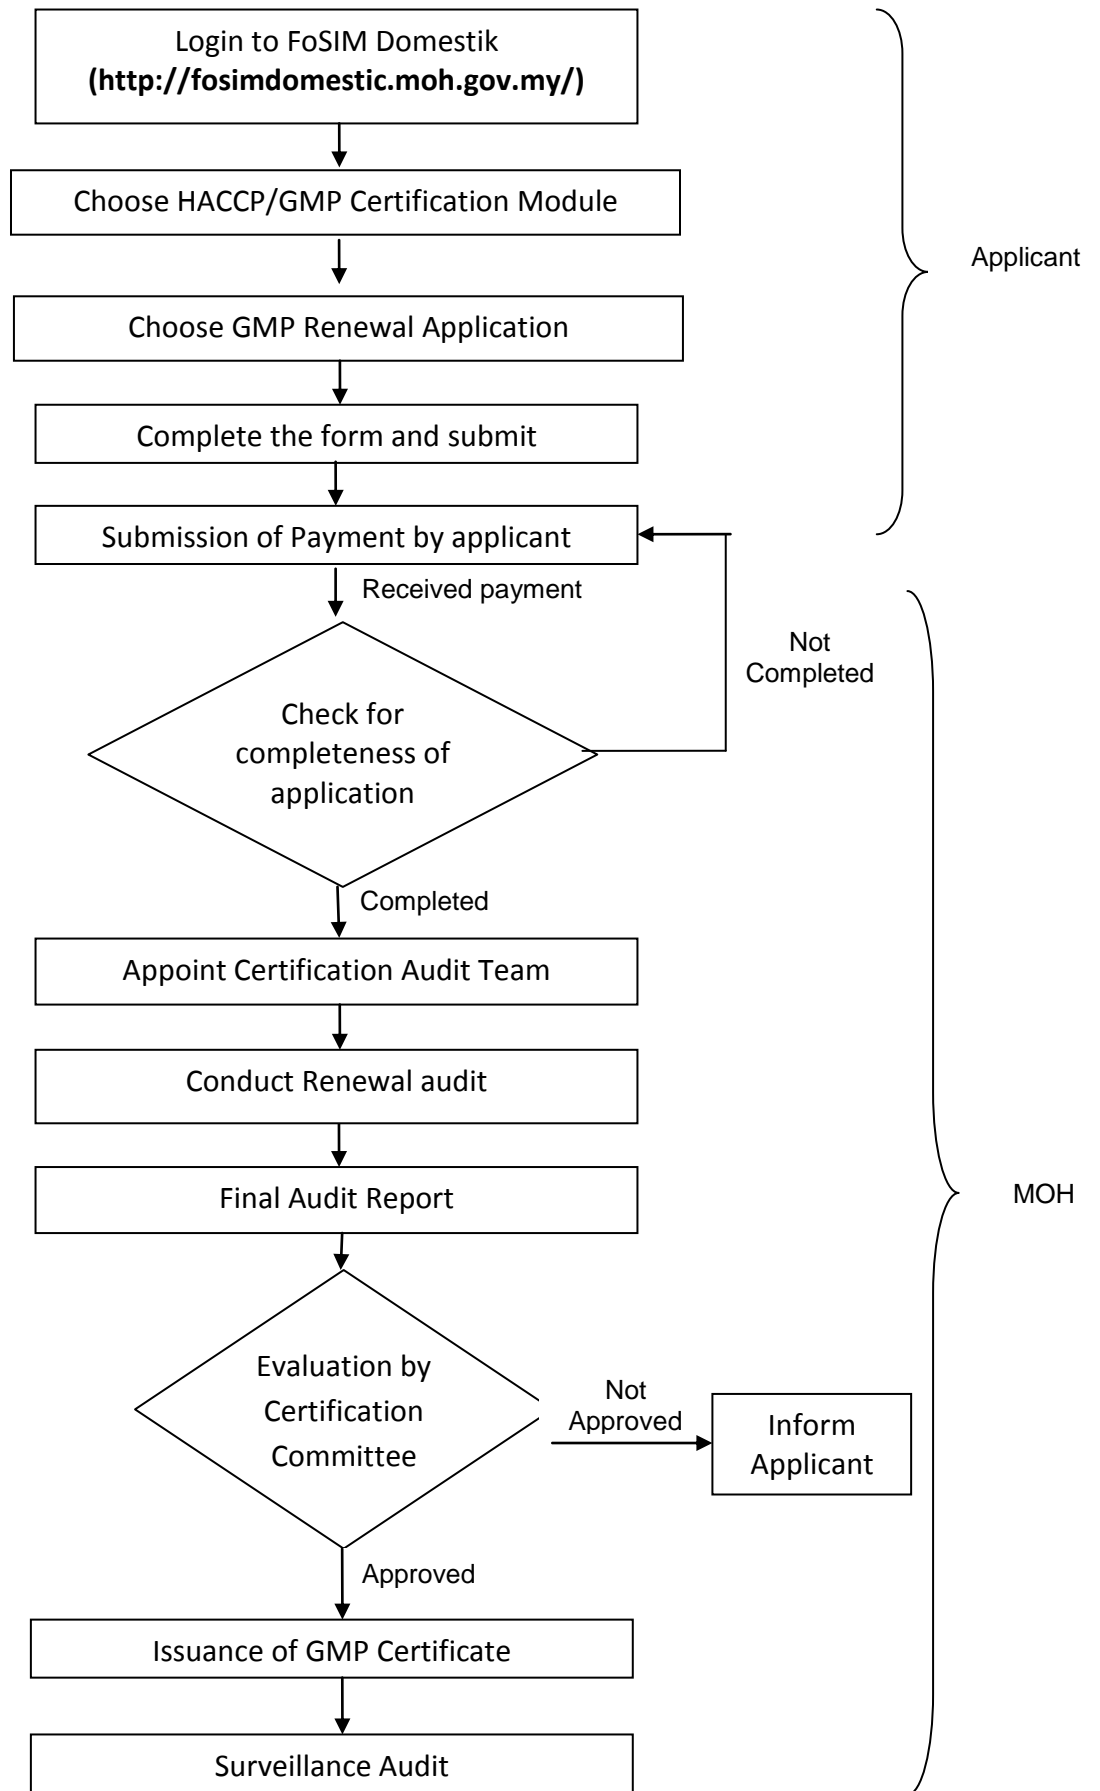 Login to FoSIM Domestik
(http://fosimdomestic.moh.gov.my/)
Choose HACCP/GMP Certification Module
Applicant
Choose GMP Renewal Application
Complete the form and submit
Submission of Payment by applicant
Received payment
Not
Completed
Check for
completeness of
application
Completed
Appoint Certification Audit Team
Conduct Renewal audit
Final Audit Report
MOH
Evaluation by
Certification
Committee
Not
Approved
Inform
Applicant
Approved
Issuance of GMP Certificate
Surveillance Audit